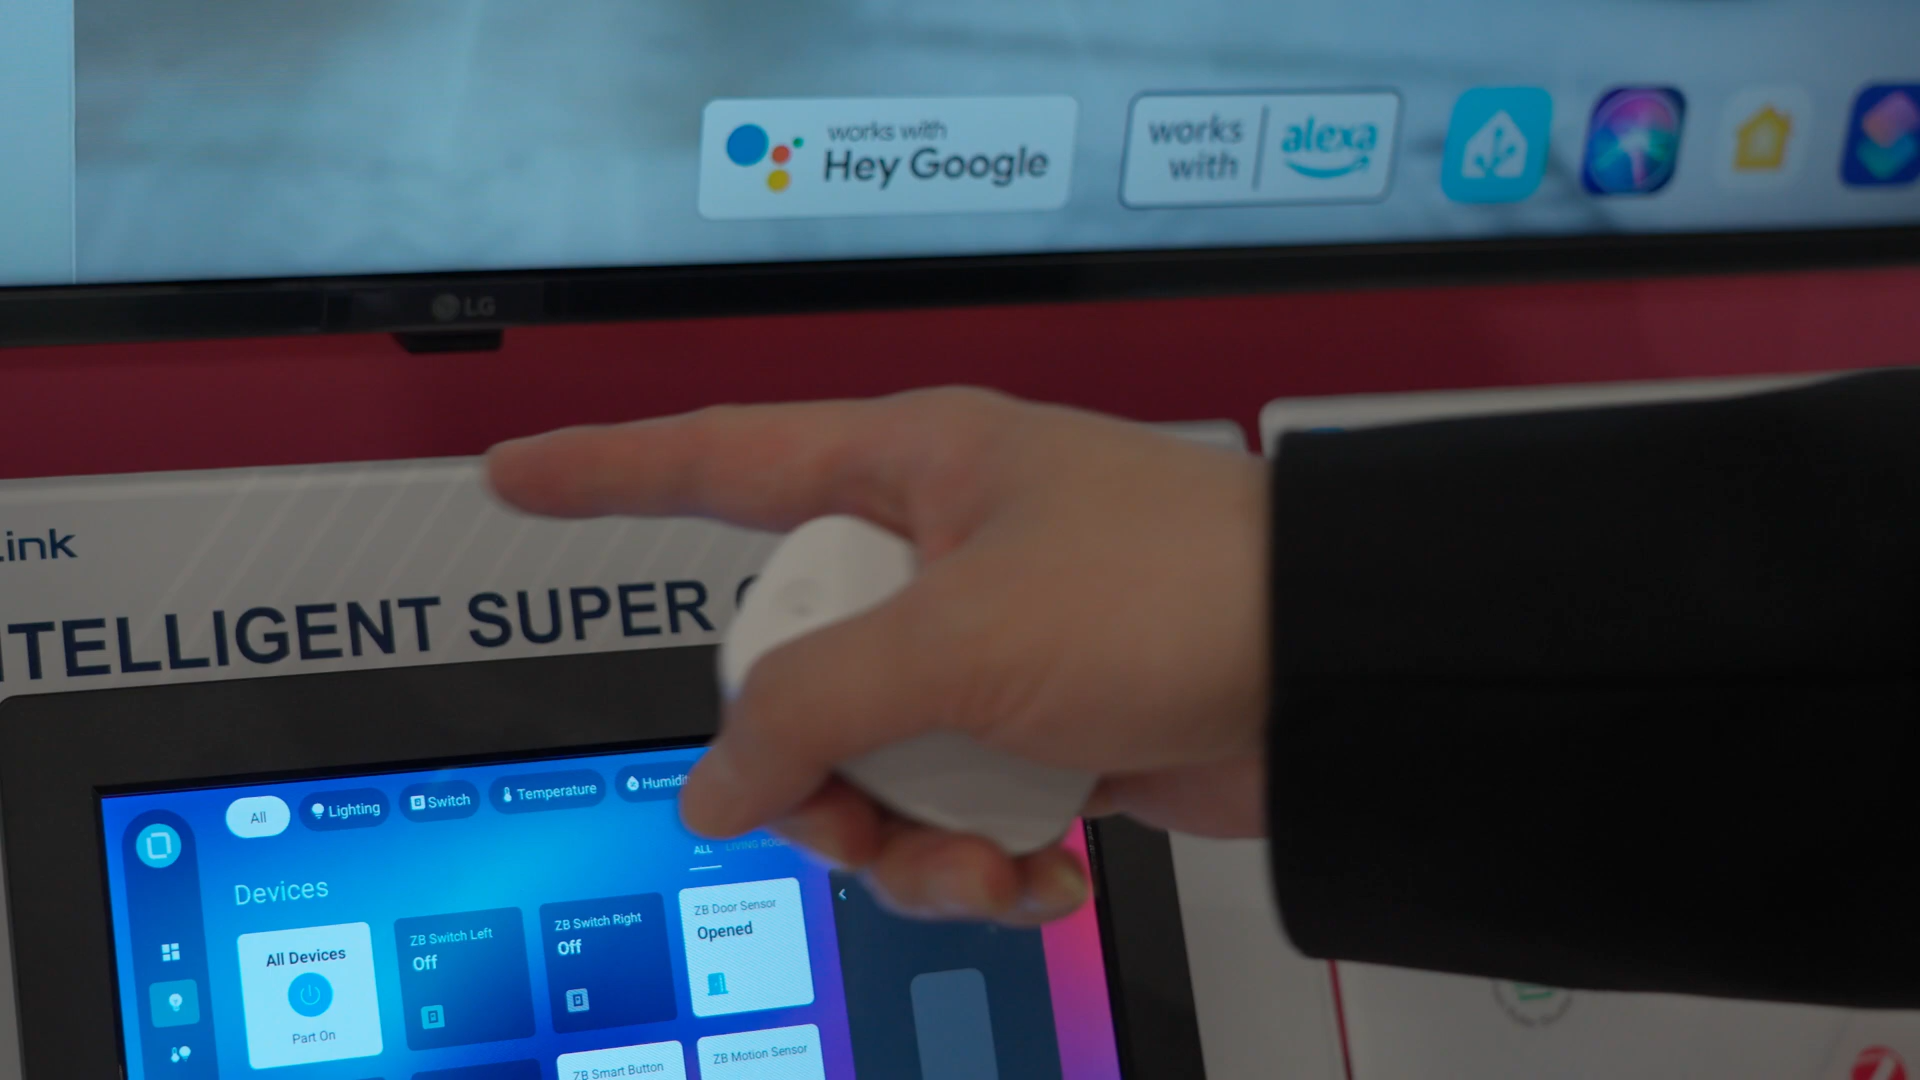 works with
Hey Google
works
with
alexa
LG
ink
TELLIGENT SUPER
All
Lighting
Switch
Temperature
Humidi
ALL
LIVING ROO
Devices
All Devices
Part On
ZB Switch Left
Off
ZB Switch Right
Off
ZB Door Sensor
Opened
ZB Smart Button
ZB Motion Sensor